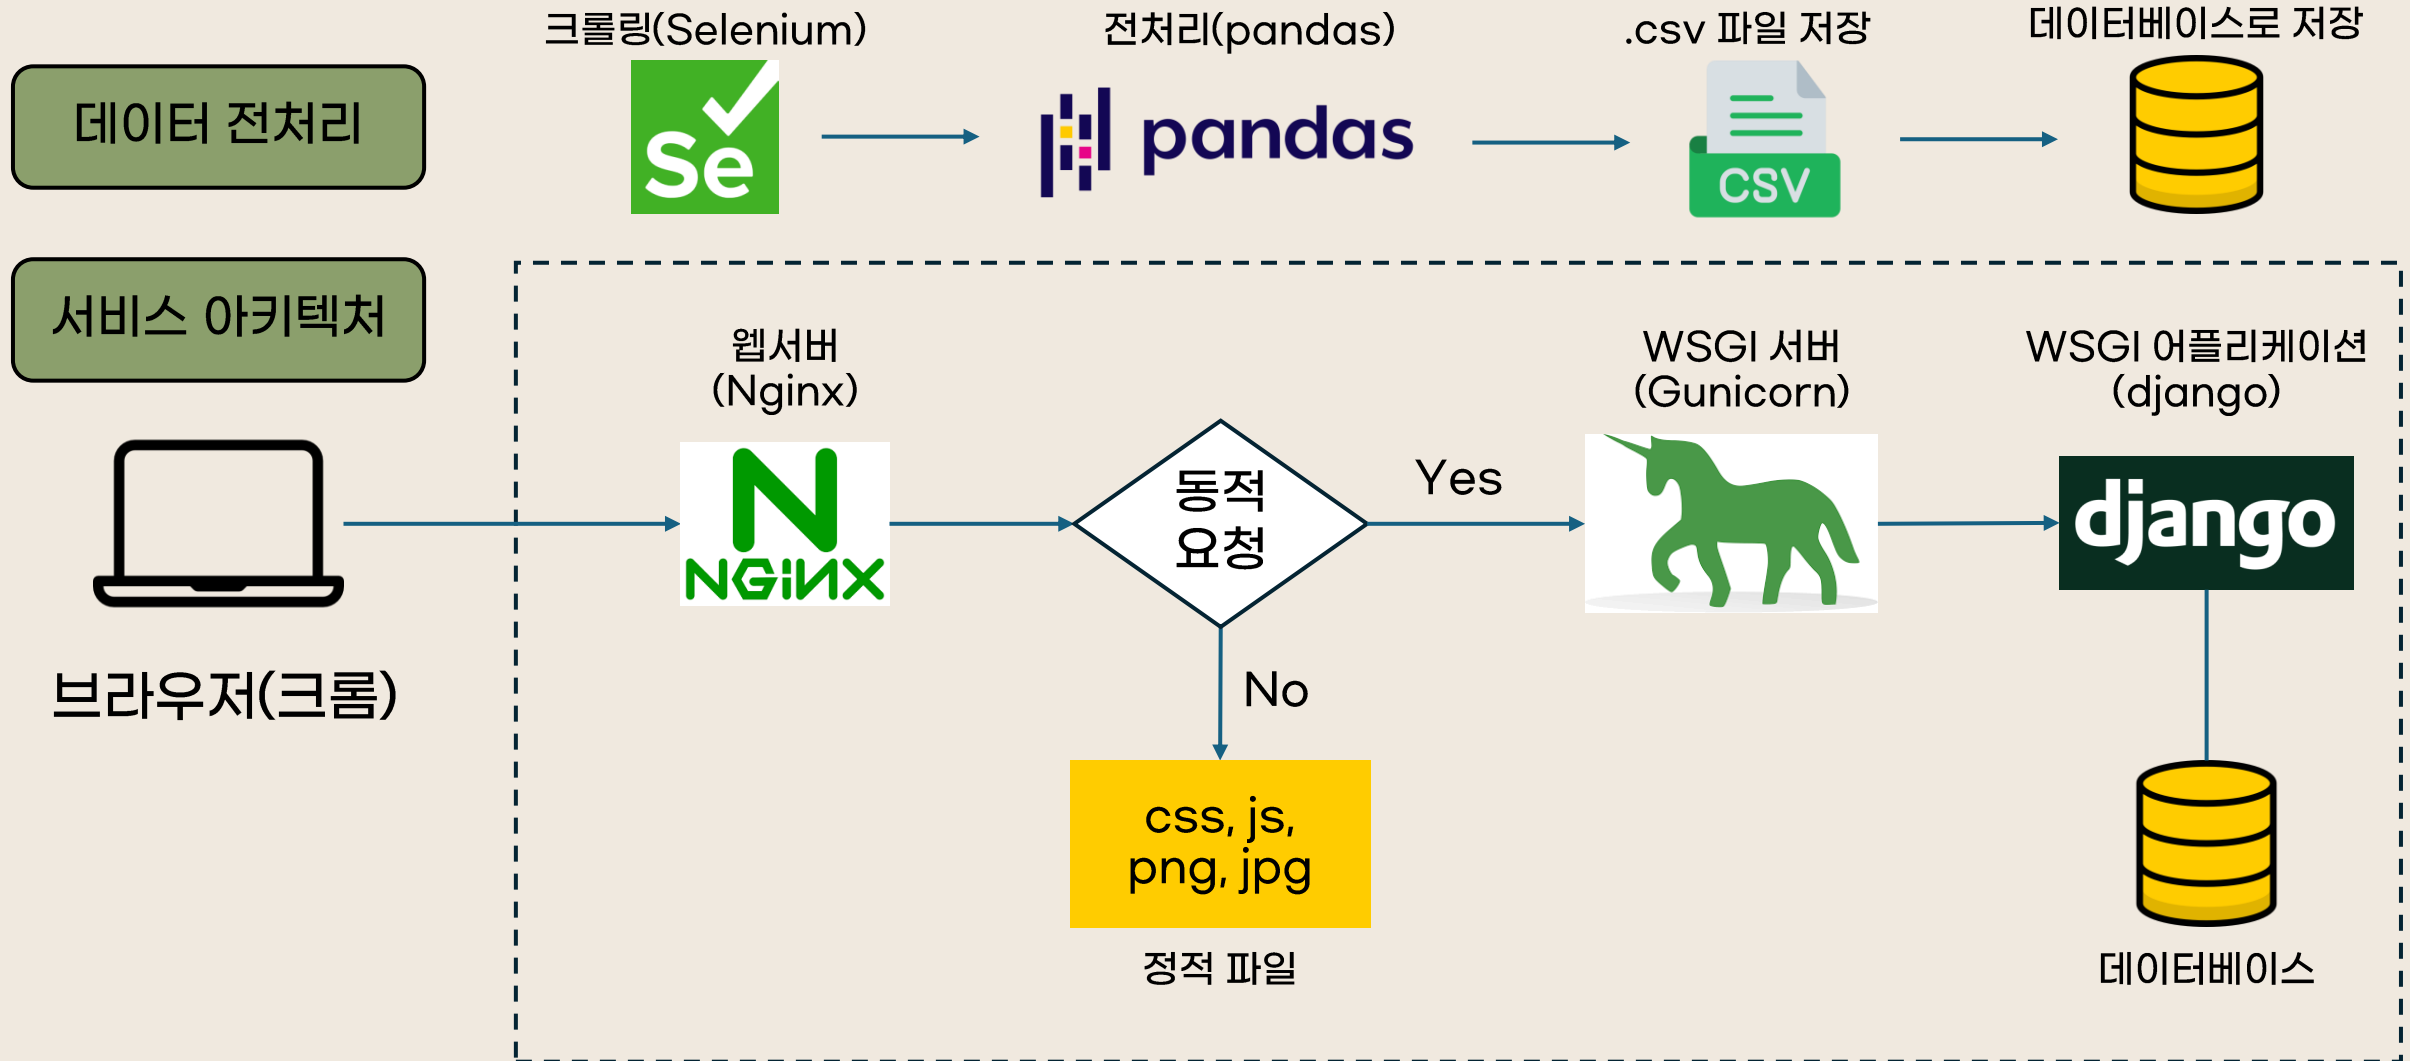 크롤링(Selenium)
전처리(pandas)
.csv 파일 저장
데이터베이스로 저장
데이터 전처리
Se
pandas
CSV
서비스 아키텍쳐
웹서버
(Nginx)
WSGI 서버
(Gunicorn)
WSGI 어플리케이션
(django)
N
NGiNX
동적
요청
Yes
django
브라우저(크롬)
No
css, js,
png, jpg
정적 파일
데이터베이스